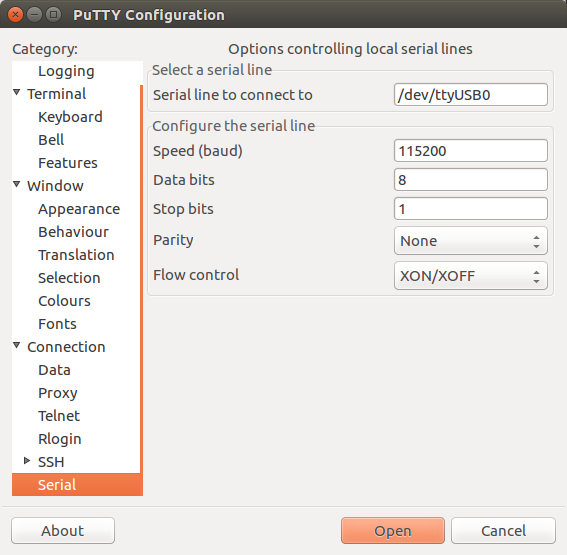 PuTTY Configuration
Category:
Logging
Terminal
Keyboard
Bell
Features
Window
Appearance
Behaviour
Translation
Selection
Colours
Fonts
Connection
Data
Proxy
Telnet
Rlogin
SSH
Serial
Options controlling local serial lines
Select a serial line
Serial line to connect to /dev/ttyUSB0
Configure the serial line
Speed (baud) 115200
Data bits 8
Stop bits 1
Parity None
Flow control XON/XOFF
About Open Cancel